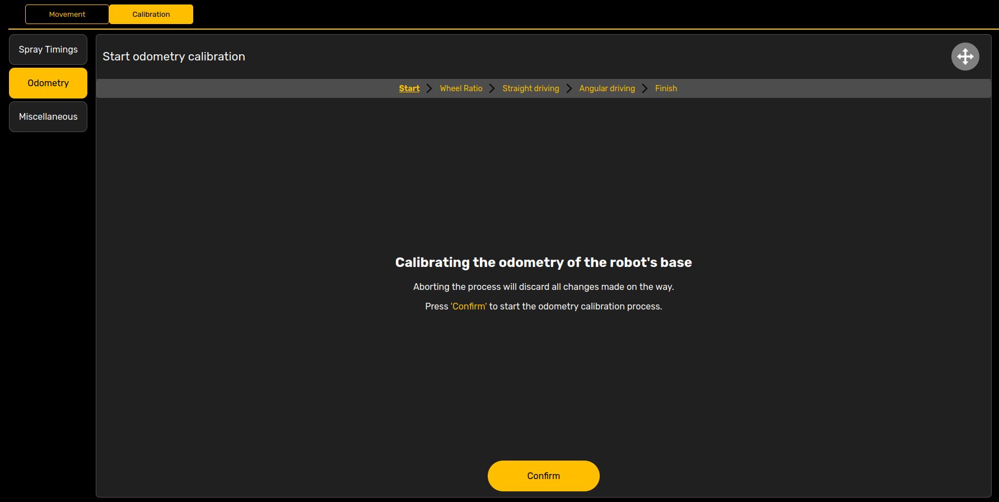 Movement Calibration
Spray Timings
Odometry
Miscellaneous
Start odometry calibration
Start Wheel Ratio Straight driving Angular driving Finish
Calibrating the odometry of the robot's base
Aborting the process will discard all changes made on the way.
Press 'Confirm' to start the odometry calibration process.
Confirm